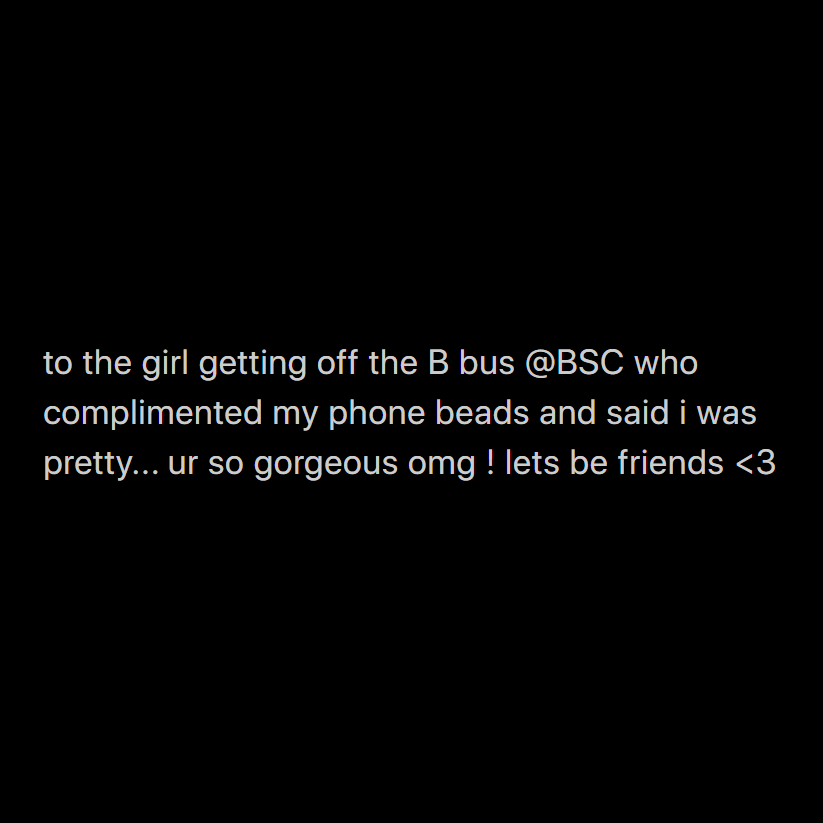 to the girl getting off the B bus @BSC who
complimented my phone beads and said i was
pretty... ur so gorgeous omg ! lets be friends <3